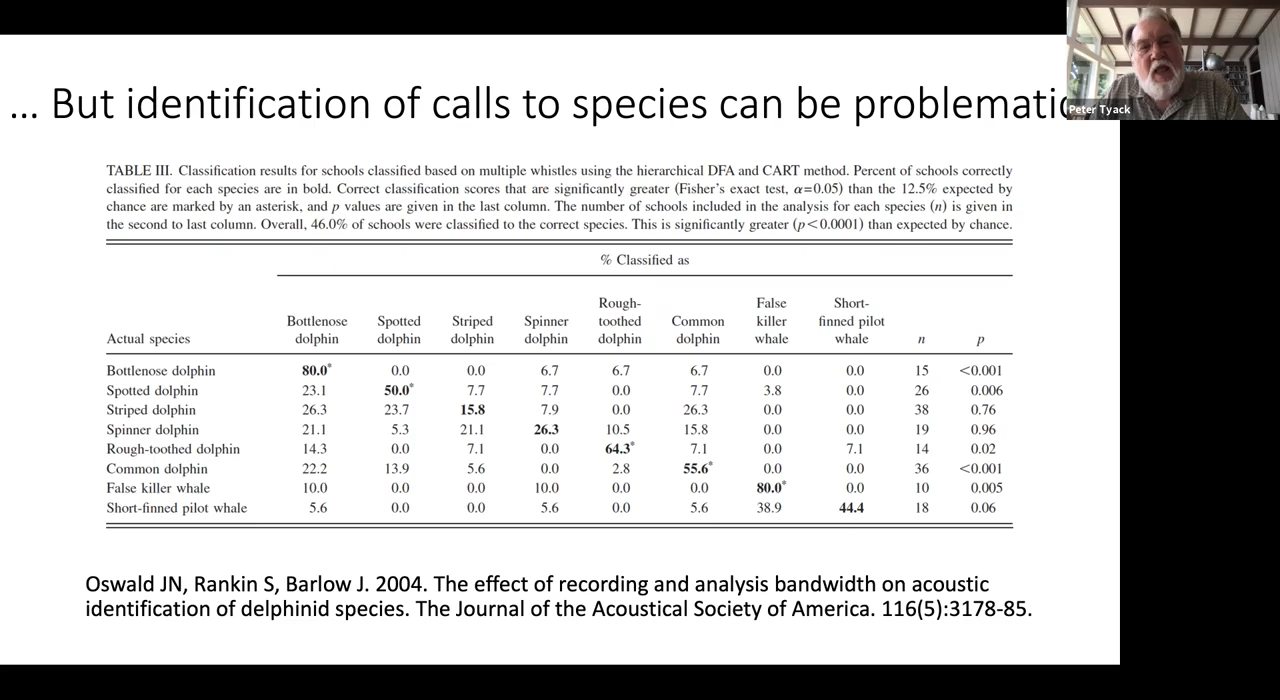 ... But identification of calls to species can be problematic
Peter Tyack
TABLE III. Classification results for schools classified based on multiple whistles using the hierarchical DFA and CART method. Percent of schools correctly
classified for each species are in bold. Correct classification scores that are significantly greater (Fisher's exact test, α=0.05) than the 12.5% expected by
chance are marked by an asterisk, and p values are given in the last column. The number of schools included in the analysis for each species (n) is given in
the second to last column. Overall, 46.0% of schools were classified to the correct species. This is significantly greater (p<0.0001) than expected by chance.
% Classified as
Rough- False Short-
Bottlenose Spotted Striped Spinner toothed Common killer finned pilot
Actual species dolphin dolphin dolphin dolphin dolphin dolphin whale whale n p
Bottlenose dolphin 80.0* 0.0 0.0 6.7 6.7 6.7 0.0 0.0 15 <0.001
Spotted dolphin 23.1 50.0* 7.7 7.7 0.0 7.7 3.8 0.0 26 0.006
Striped dolphin 26.3 23.7 15.8 7.9 0.0 26.3 0.0 0.0 38 0.76
Spinner dolphin 21.1 5.3 21.1 26.3 10.5 15.8 0.0 0.0 19 0.96
Rough-toothed dolphin 14.3 0.0 7.1 0.0 64.3* 7.1 0.0 7.1 14 0.02
Common dolphin 22.2 13.9 5.6 0.0 2.8 55.6* 0.0 0.0 36 <0.001
False killer whale 10.0 0.0 0.0 10.0 0.0 0.0 80.0* 0.0 10 0.005
Short-finned pilot whale 5.6 0.0 0.0 5.6 0.0 5.6 38.9 44.4 18 0.06
Oswald JN, Rankin S, Barlow J. 2004. The effect of recording and analysis bandwidth on acoustic
identification of delphinid species. The Journal of the Acoustical Society of America. 116(5):3178-85.